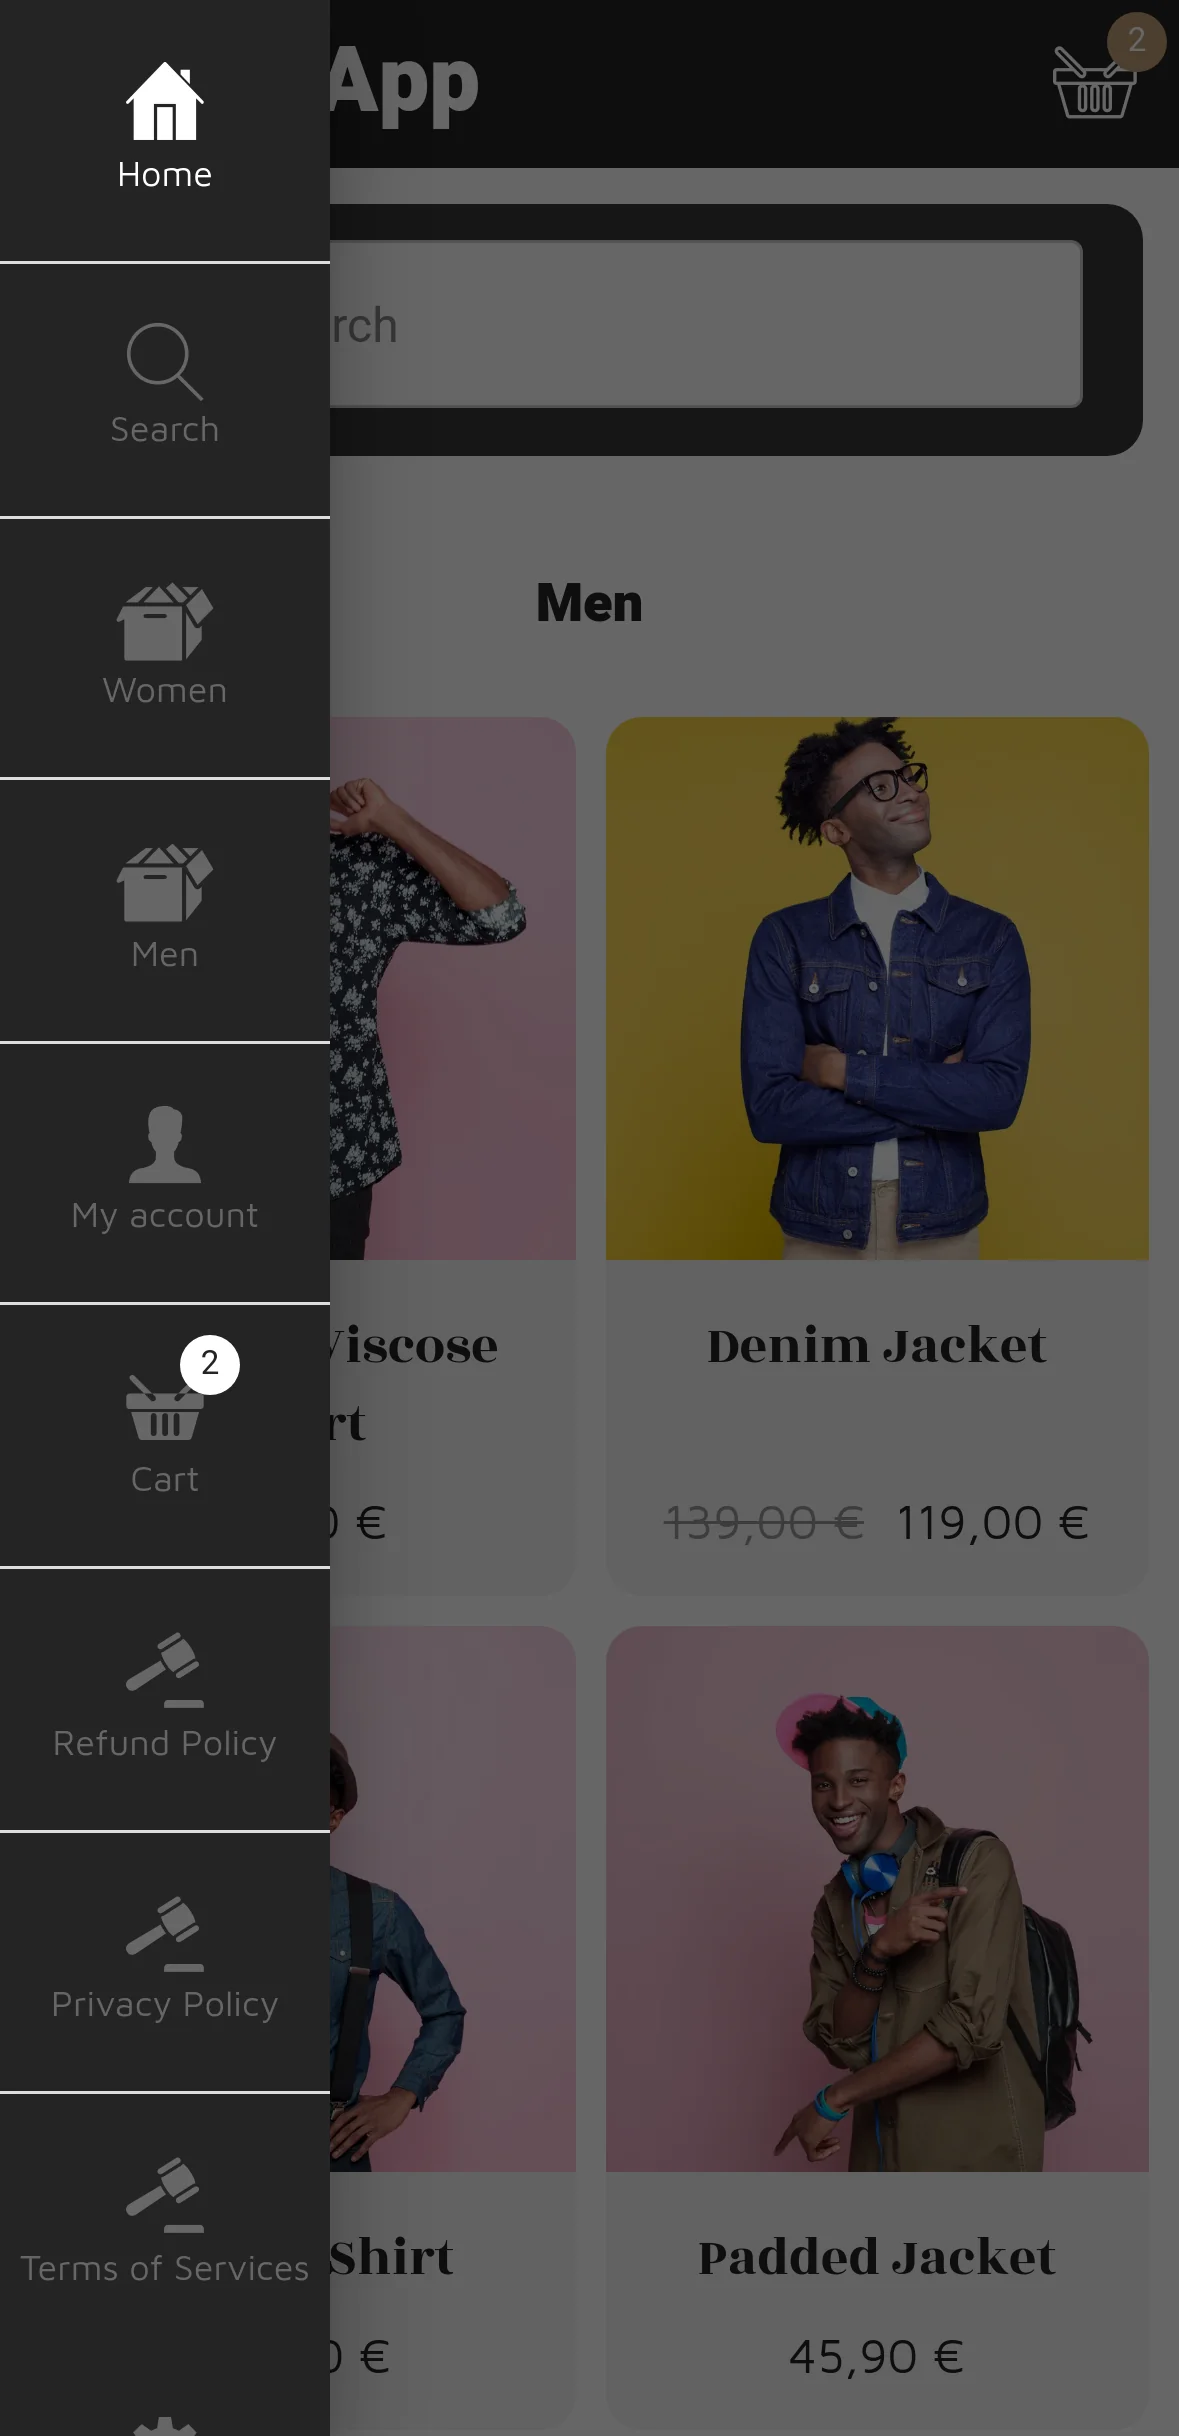 Home
Search
Women
Men
My account
2
Cart
Refund Policy
Privacy Policy
Terms of Services
App
2
rch
Men
Viscose
rt
0 €
Denim Jacket
139,00 € 119,00 €
Shirt
0 €
Padded Jacket
45,90 €